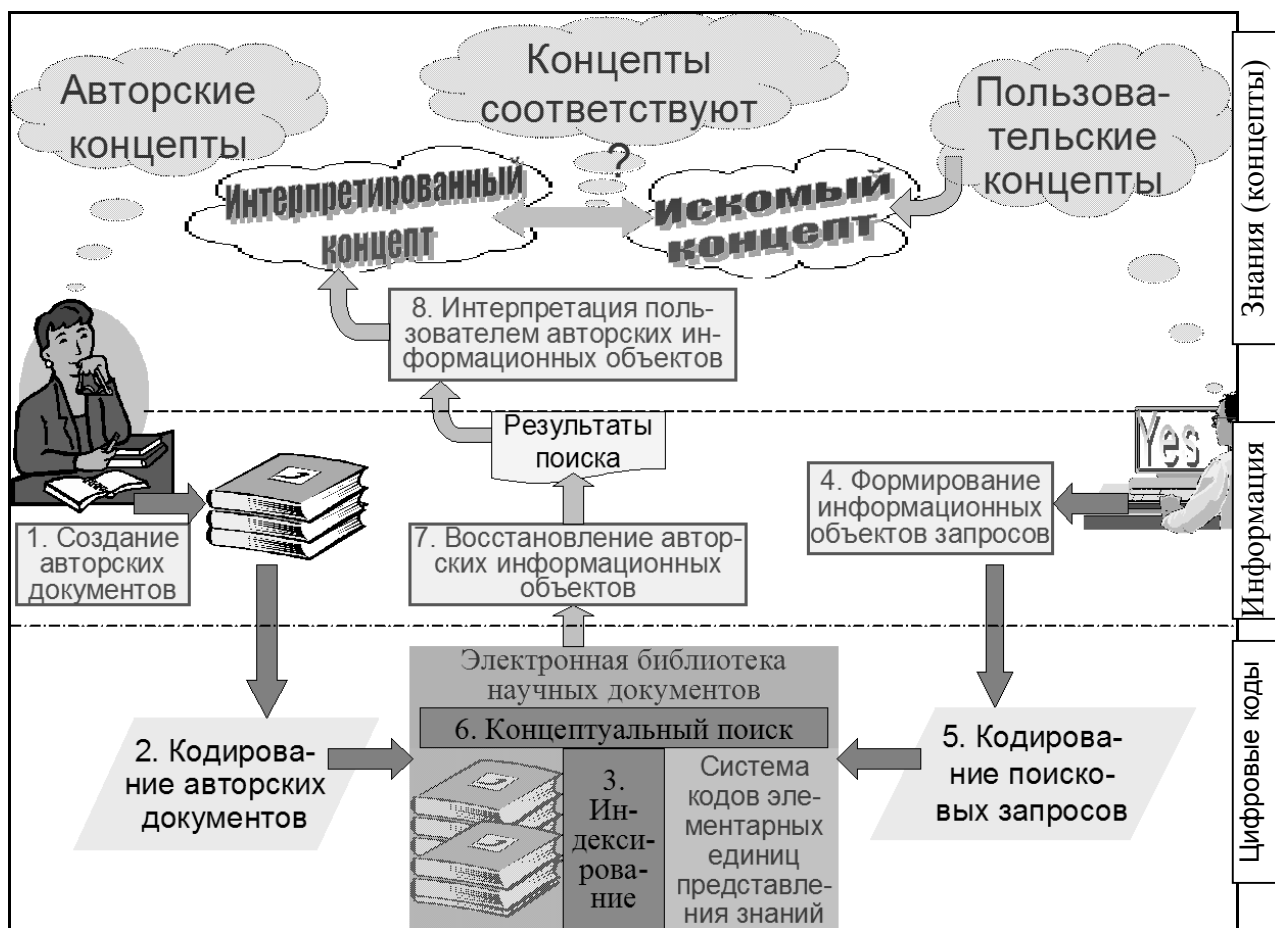 Авторские
концепты
Концепты
соответствуют
?
Пользова-
тельские
концепты
Интерпретированный
концепт
Искомый
концепт
Знания (концепты)
8. Интерпретация поль-
зователем авторских ин-
формационных объектов
Результаты
поиска
Yes
1. Создание
авторских
документов
7. Восстановление автор-
ских информационных
объектов
4. Формирование
информационных
объектов запросов
Информация
Электронная библиотека
научных документов
2. Кодирова-
ние авторских
документов
6. Концептуальный поиск
3.
Ин-
декси-
рова-
ние
Система
кодов эле-
ментарных
единиц
представле-
ния знаний
5. Кодирова-
ние поиско-
вых запросов
Цифровые коды